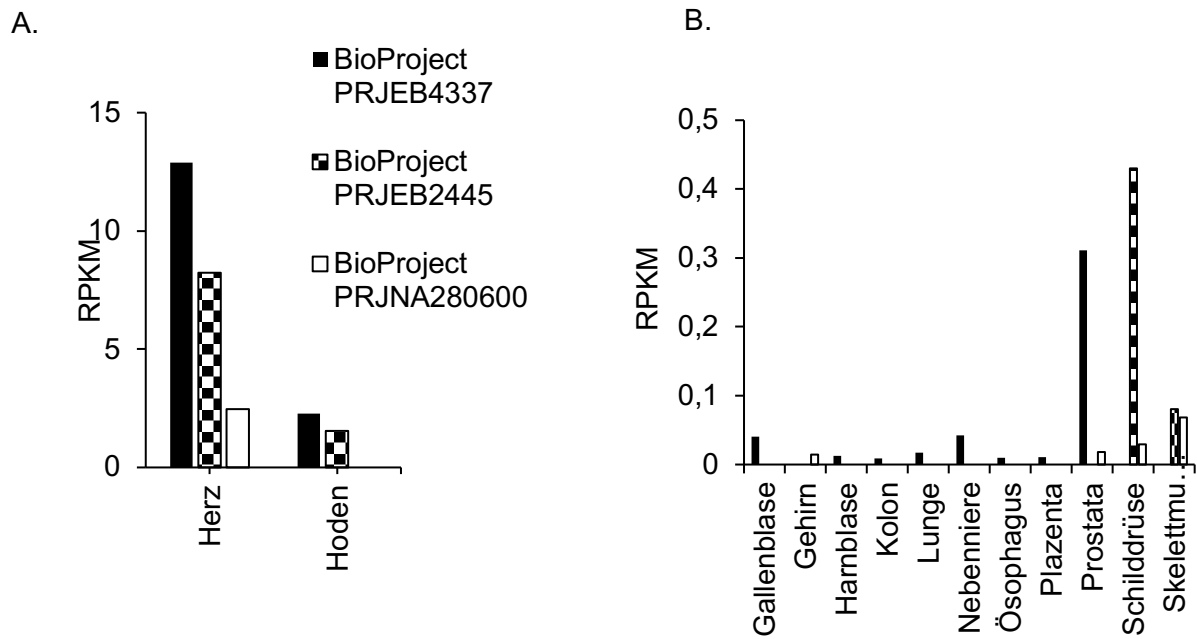 A.
BioProject
PRJEB4337
BioProject
PRJEB2445
BioProject
PRJNA280600
15
10
5
0
RPKM
Herz
Hoden
B.
0,5
0,4
0,3
0,2
0,1
0
RPKM
Gallenblase
Gehirn
Harnblase
Kolon
Lunge
Nebenniere
Ösophagus
Plazenta
Prostata
Schilddrüse
Skelettmu…